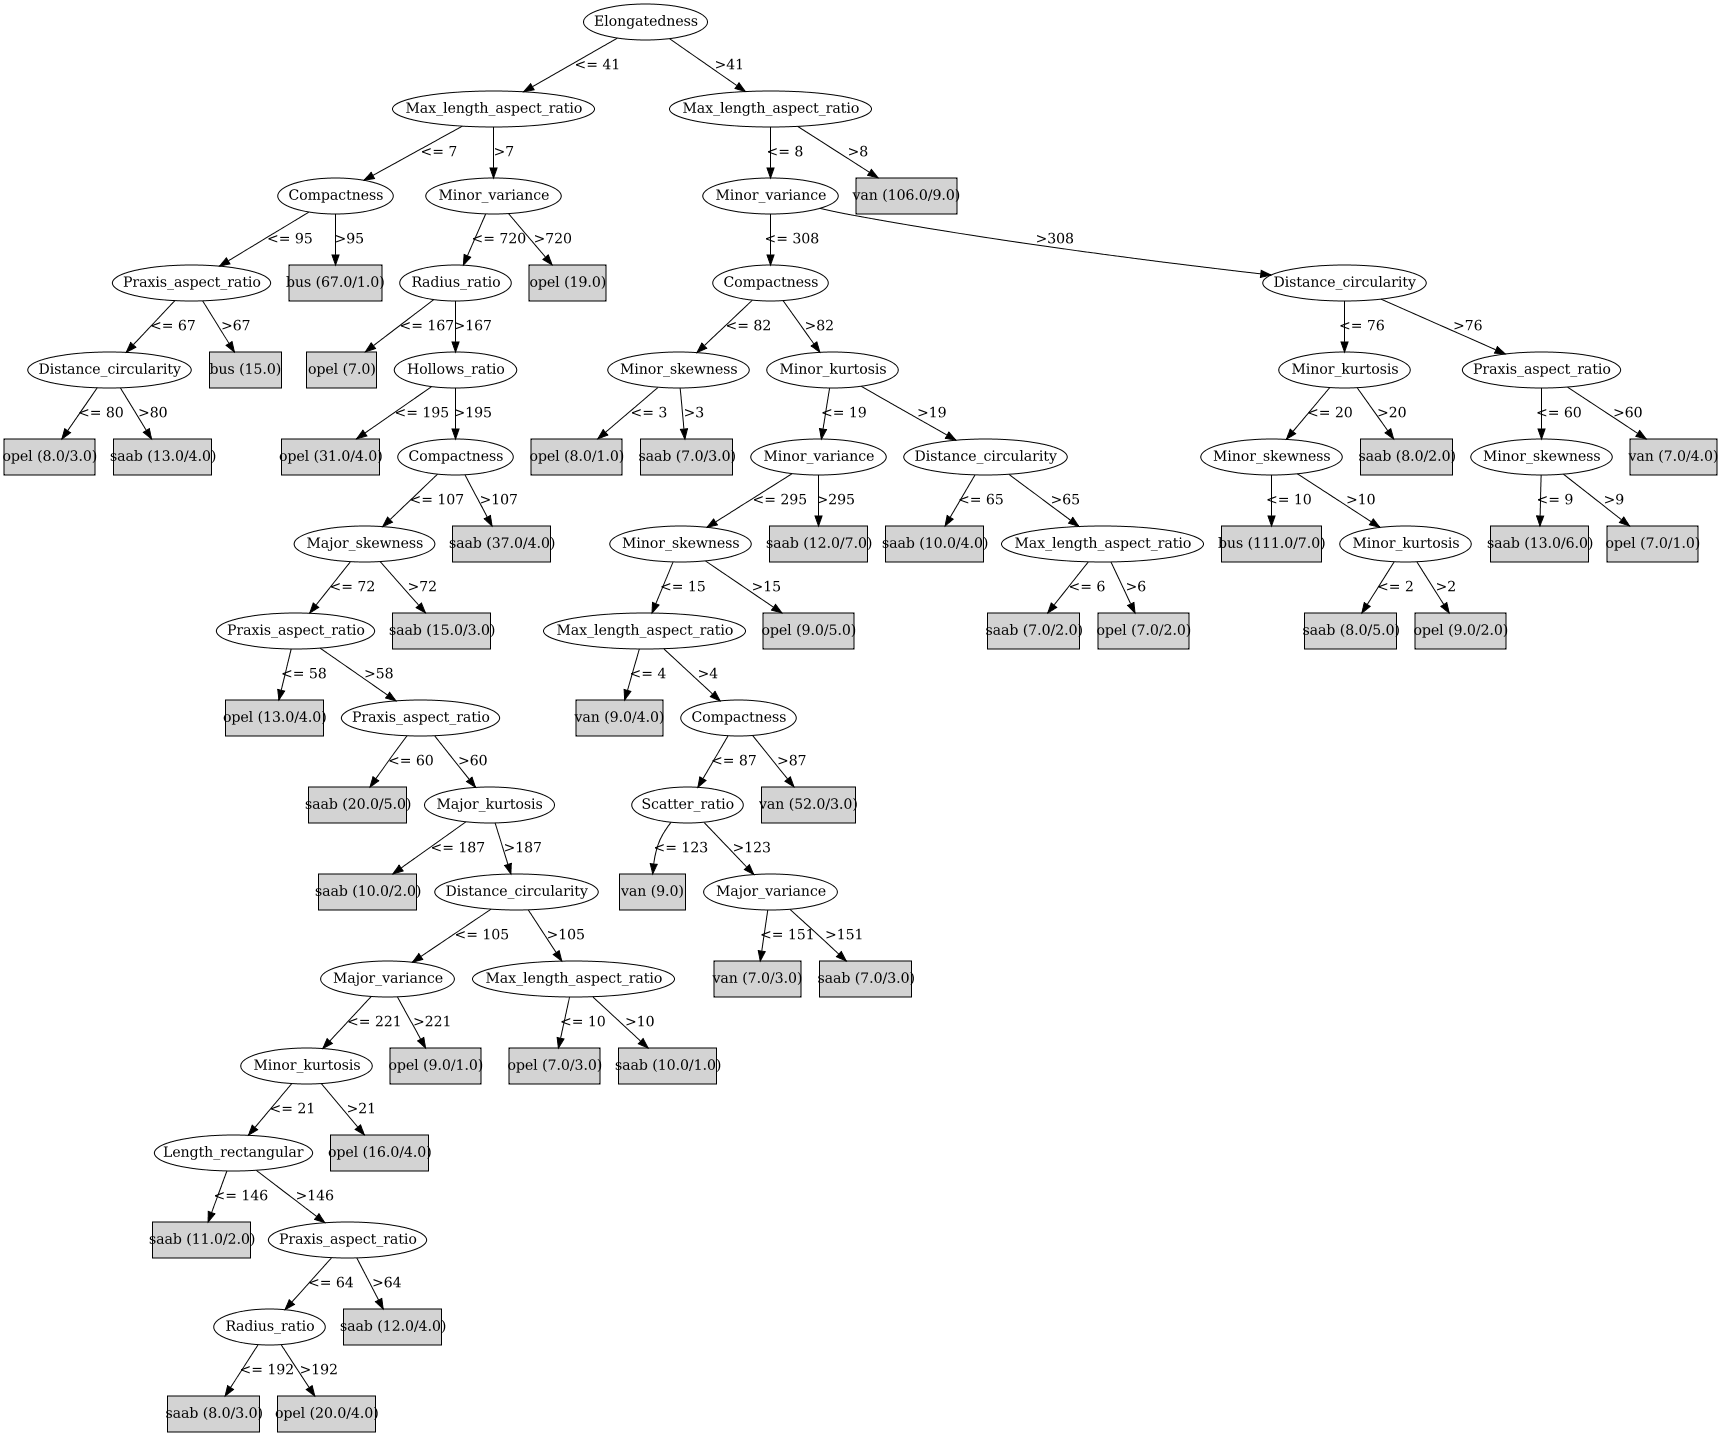 Elongatedness
<= 41
>41
Max_length_aspect_ratio
Max_length_aspect_ratio
<= 7
>7
<= 8
>8
Compactness
Minor_variance
Minor_variance
van (106.0/9.0)
<= 95
>95
<= 720
>720
<= 308
>308
Praxis_aspect_ratio
bus (67.0/1.0)
Radius_ratio
opel (19.0)
Compactness
Distance_circularity
<= 67
>67
<= 167
>167
<= 82
>82
<= 76
>76
Distance_circularity
bus (15.0)
opel (7.0)
Hollows_ratio
Minor_skewness
Minor_kurtosis
Minor_kurtosis
Praxis_aspect_ratio
<= 80
>80
<= 195
>195
<= 3
>3
<= 19
>19
<= 20
>20
<= 60
>60
opel (8.0/3.0)
saab (13.0/4.0)
opel (31.0/4.0)
Compactness
opel (8.0/1.0)
saab (7.0/3.0)
Minor_variance
Distance_circularity
Minor_skewness
saab (8.0/2.0)
Minor_skewness
van (7.0/4.0)
<= 107
>107
<= 295
>295
<= 65
>65
<= 10
>10
<= 9
>9
Major_skewness
saab (37.0/4.0)
Minor_skewness
saab (12.0/7.0)
saab (10.0/4.0)
Max_length_aspect_ratio
bus (111.0/7.0)
Minor_kurtosis
saab (13.0/6.0)
opel (7.0/1.0)
<= 72
>72
<= 15
>15
<= 6
>6
<= 2
>2
Praxis_aspect_ratio
saab (15.0/3.0)
Max_length_aspect_ratio
opel (9.0/5.0)
saab (7.0/2.0)
opel (7.0/2.0)
saab (8.0/5.0)
opel (9.0/2.0)
<= 58
>58
<= 4
>4
opel (13.0/4.0)
Praxis_aspect_ratio
van (9.0/4.0)
Compactness
<= 60
>60
<= 87
>87
saab (20.0/5.0)
Major_kurtosis
Scatter_ratio
van (52.0/3.0)
<= 187
>187
<= 123
>123
saab (10.0/2.0)
Distance_circularity
van (9.0)
Major_variance
<= 105
>105
<= 151
>151
Major_variance
Max_length_aspect_ratio
van (7.0/3.0)
saab (7.0/3.0)
<= 221
>221
<= 10
>10
Minor_kurtosis
opel (9.0/1.0)
opel (7.0/3.0)
saab (10.0/1.0)
<= 21
>21
Length_rectangular
opel (16.0/4.0)
<= 146
>146
saab (11.0/2.0)
Praxis_aspect_ratio
<= 64
>64
Radius_ratio
saab (12.0/4.0)
<= 192
>192
saab (8.0/3.0)
opel (20.0/4.0)